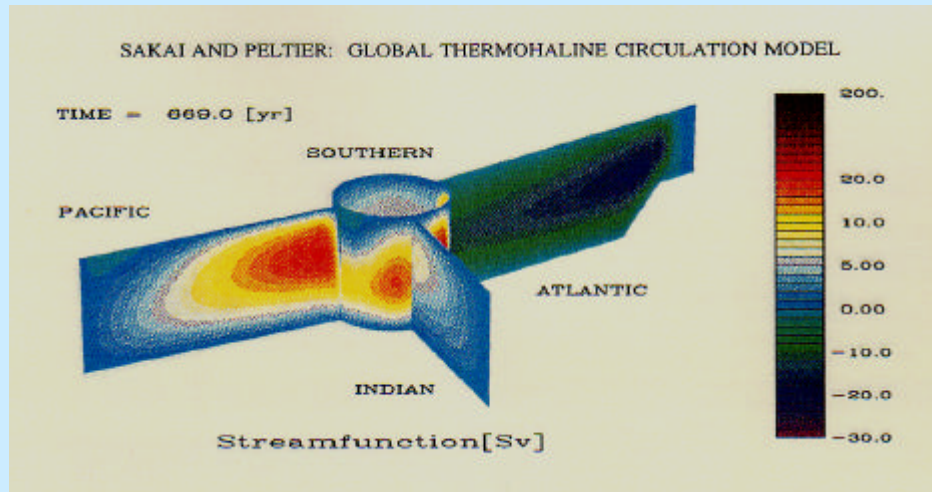 SAKAI AND PELTIER: GLOBAL THERMOHALINE CIRCULATION MODEL
TIME = 669.0 [yr]
SOUTHERN
PACIFIC
ATLANTIC
INDIAN
Streamfunction[Sv]
200.
20.0
10.0
5.00
0.00
-10.0
-20.0
-30.0